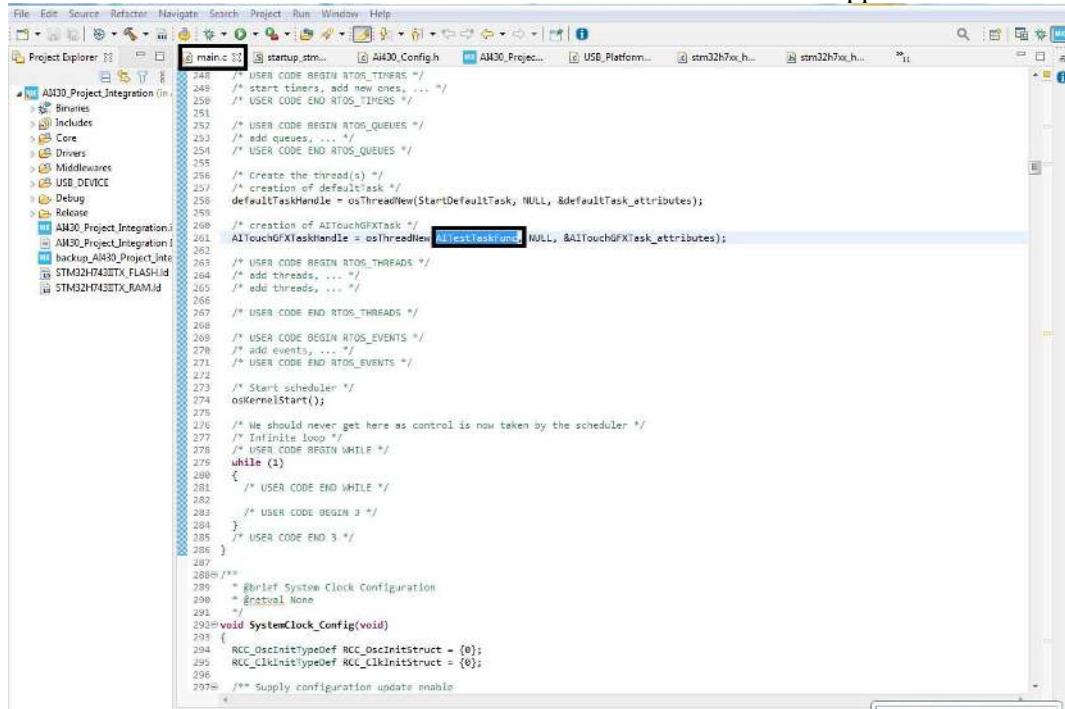 File Edit Source Refactor Navigate Search Project Run Window Help
Project Explorer
main.c
startup_stm...
Ai430_Config.h
AI430_Projec...
USB_Platform...
stm32h7xx_h...
stm32h7xx_h...
»11
AI430_Project_Integration (in
Binaries
Includes
Core
Drivers
Middlewares
USB_DEVICE
Debug
Release
AI430_Project_Integration.i
AI430_Project_Integration
backup_AI430_Project_Inte
STM32H743IITX_FLASH.ld
STM32H743IITX_RAM.ld
248 /* USER CODE BEGIN RTOS_TIMERS */
249 /* start timers, add new ones, ... */
250 /* USER CODE END RTOS_TIMERS */
251
252 /* USER CODE BEGIN RTOS_QUEUES */
253 /* add queues, ... */
254 /* USER CODE END RTOS_QUEUES */
255
256 /* Create the thread(s) */
257 /* creation of defaultTask */
258 defaultTaskHandle = osThreadNew(StartDefaultTask, NULL, &defaultTask_attributes);
259
260 /* creation of AITouchGFXTask */
261 AITouchGFXTaskHandle = osThreadNew(AITestTaskFunc, NULL, &AITouchGFXTask_attributes);
262
263 /* USER CODE BEGIN RTOS_THREADS */
264 /* add threads, ... */
265 /* add threads, ... */
266
267 /* USER CODE END RTOS_THREADS */
268
269 /* USER CODE BEGIN RTOS_EVENTS */
270 /* add events, ... */
271 /* USER CODE END RTOS_EVENTS */
272
273 /* Start scheduler */
274 osKernelStart();
275
276 /* We should never get here as control is now taken by the scheduler */
277 /* Infinite loop */
278 /* USER CODE BEGIN WHILE */
279 while (1)
280 {
281 /* USER CODE END WHILE */
282
283 /* USER CODE BEGIN 3 */
284 }
285 /* USER CODE END 3 */
286 }
287
288 /**
289 * @brief System Clock Configuration
290 * @retval None
291 */
292 void SystemClock_Config(void)
293 {
294 RCC_OscInitTypeDef RCC_OscInitStruct = {0};
295 RCC_ClkInitTypeDef RCC_ClkInitStruct = {0};
296
297 /** Supply configuration update enable